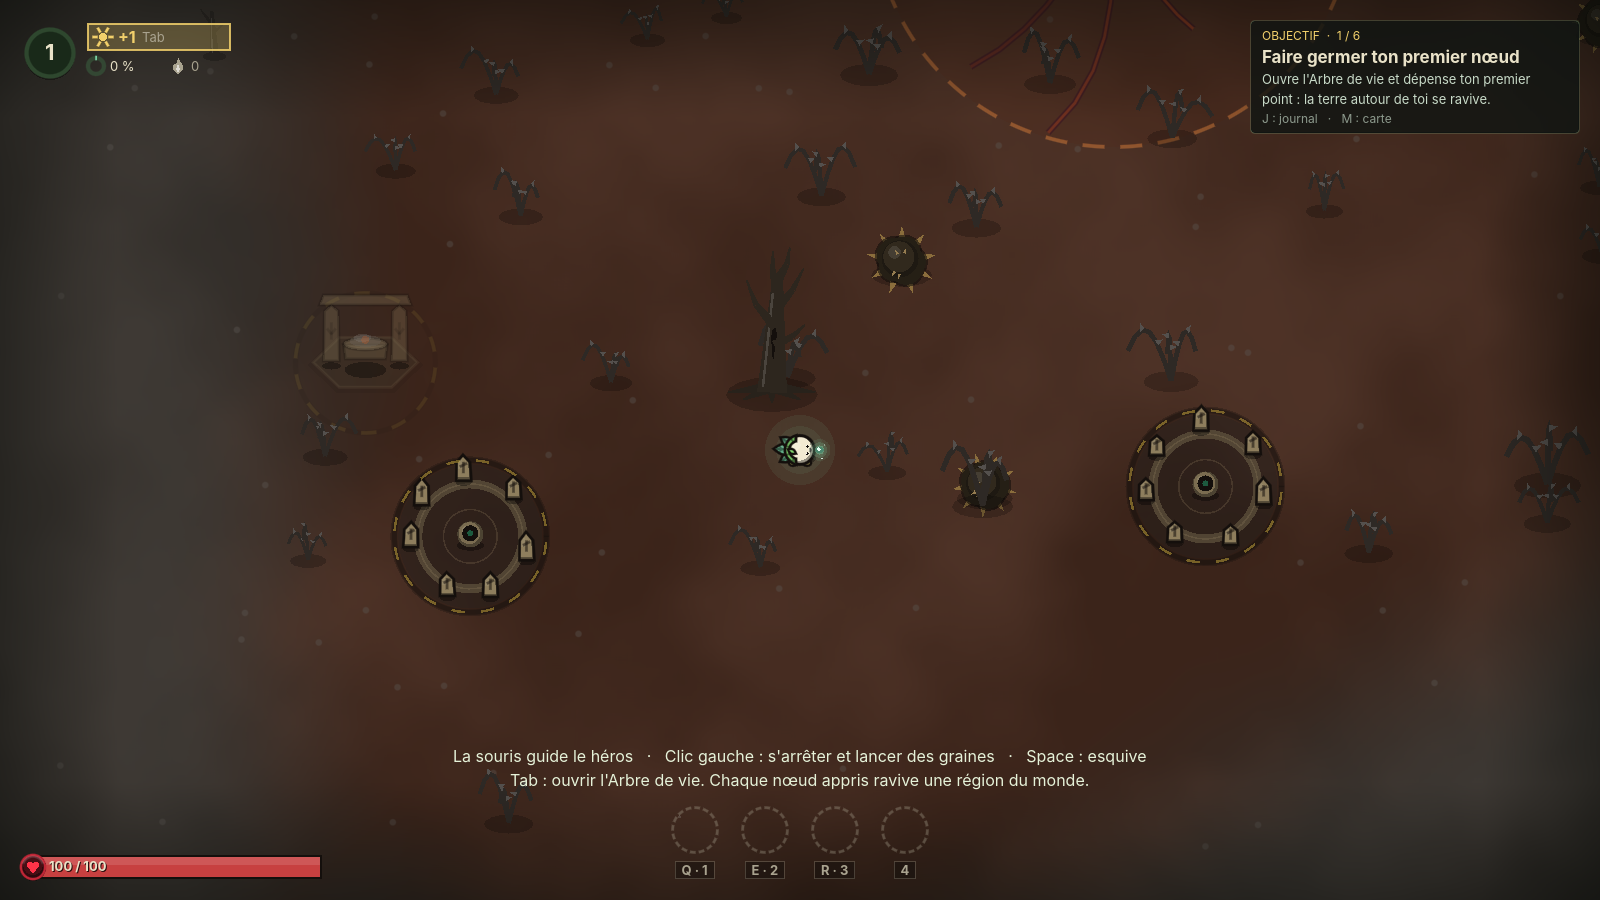 1
+1 Tab
0 %
0
OBJECTIF · 1 / 6
Faire germer ton premier nœud
Ouvre l'Arbre de vie et dépense ton premier
point : la terre autour de toi se ravive.
J : journal · M : carte
La souris guide le héros · Clic gauche : s'arrêter et lancer des graines · Space : esquive
Tab : ouvrir l'Arbre de vie. Chaque nœud appris ravive une région du monde.
100 / 100
Q · 1
E · 2
R · 3
4